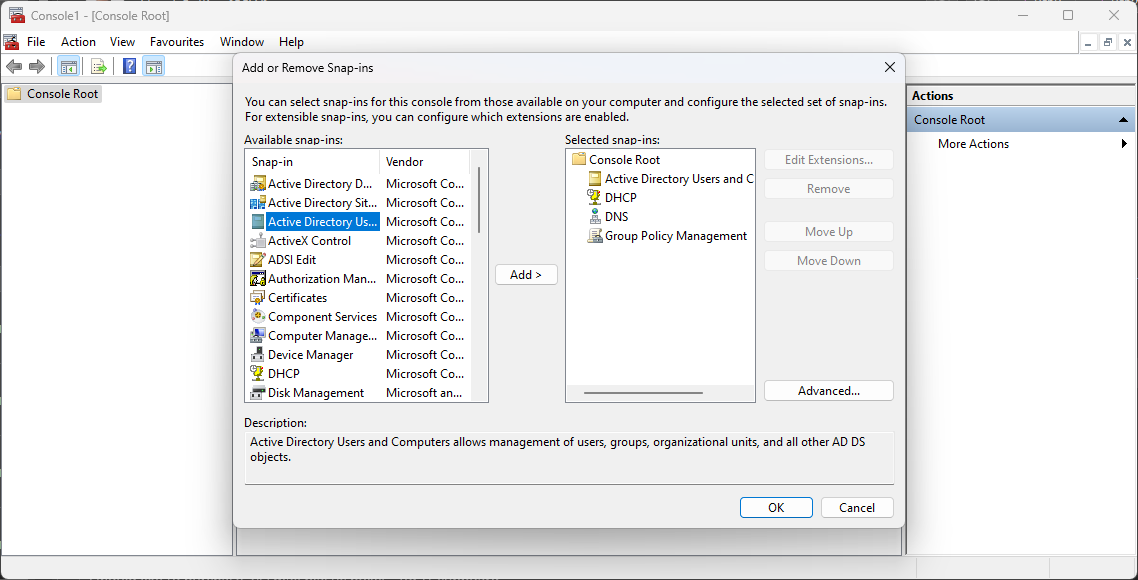 Console1 - [Console Root]
File Action View Favourites Window Help
Console Root
Add or Remove Snap-ins
You can select snap-ins for this console from those available on your computer and configure the selected set of snap-ins.
For extensible snap-ins, you can configure which extensions are enabled.
Available snap-ins:
Snap-in Vendor
Active Directory D... Microsoft Co...
Active Directory Sit... Microsoft Co...
Active Directory Us... Microsoft Co...
ActiveX Control Microsoft Co...
ADSI Edit Microsoft Co...
Authorization Man... Microsoft Co...
Certificates Microsoft Co...
Component Services Microsoft Co...
Computer Manage... Microsoft Co...
Device Manager Microsoft Co...
DHCP Microsoft Co...
Disk Management Microsoft an...
Add >
Selected snap-ins:
Console Root
Active Directory Users and C
DHCP
DNS
Group Policy Management
Edit Extensions...
Remove
Move Up
Move Down
Advanced...
Description:
Active Directory Users and Computers allows management of users, groups, organizational units, and all other AD DS
objects.
OK Cancel
Actions
Console Root
More Actions